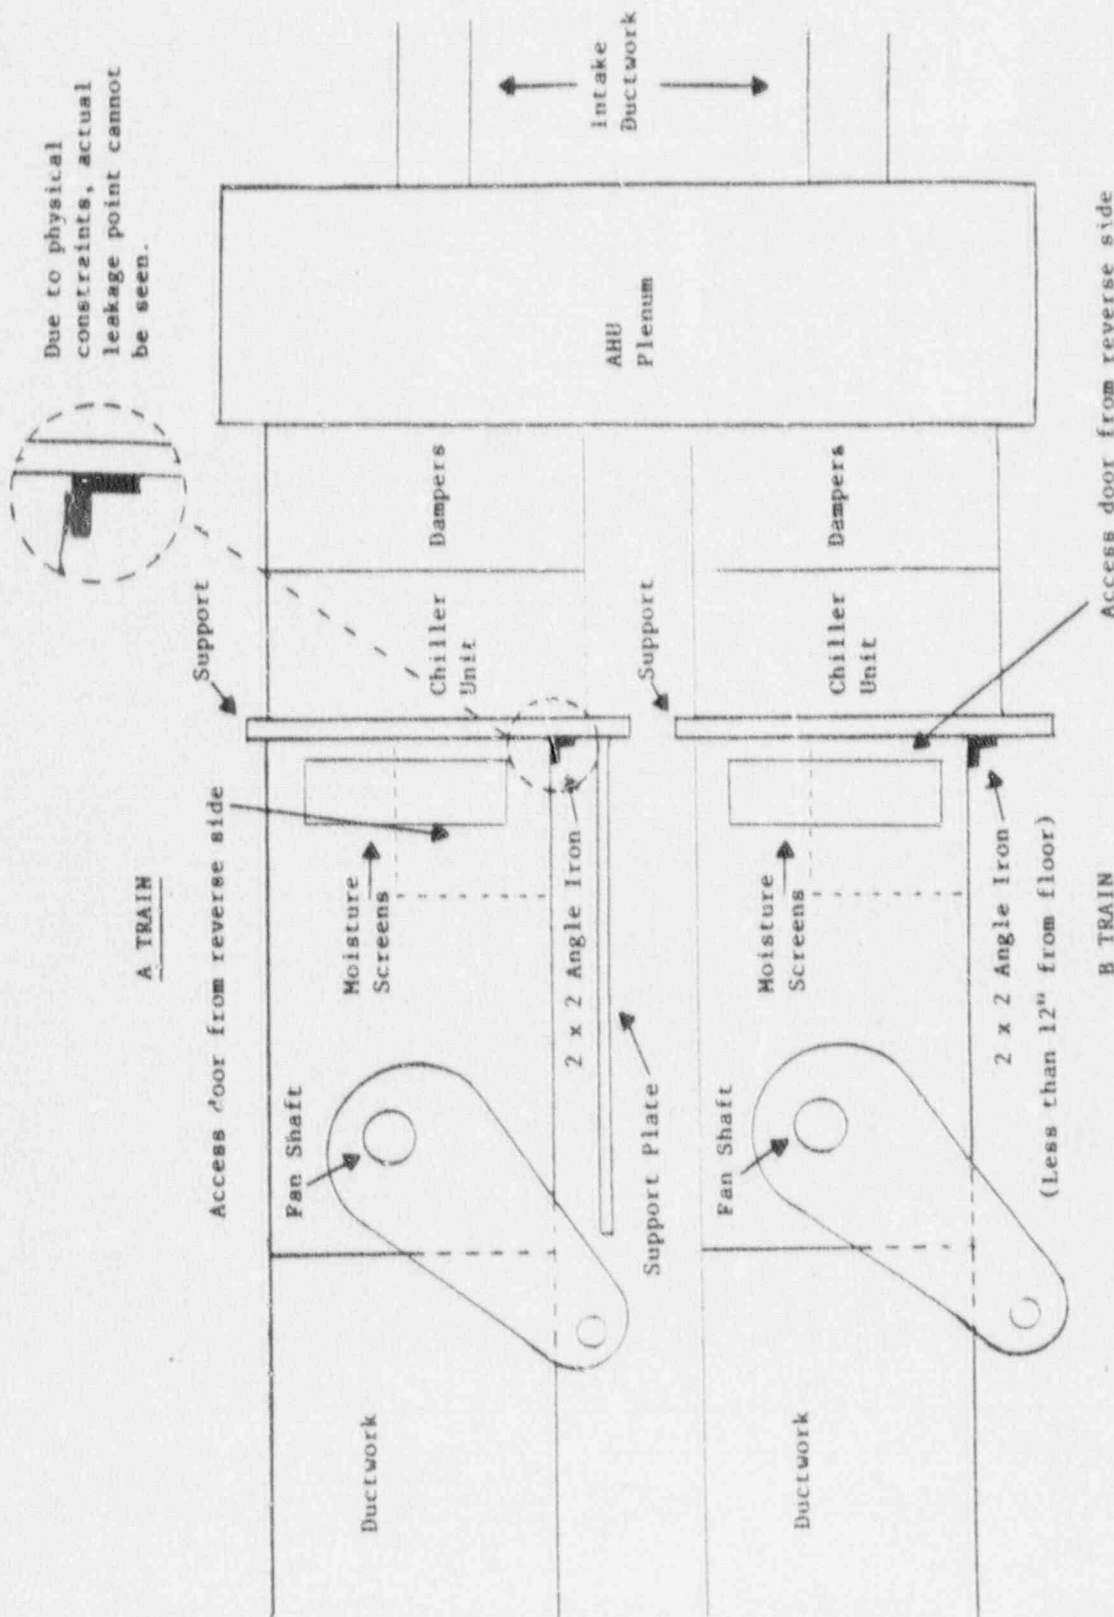 A TRAIN
Due to physical
constraints, actual
leakage point cannot
be seen.
Access door from reverse side
Support
Fan Shaft
Moisture
Screens
Ductwork
Chiller
Unit
Dampers
2 x 2 Angle Iron
AHU
Plenum
Intake
Ductwork
Support Plate
Support
Fan Shaft
Moisture
Screens
Ductwork
Chiller
Unit
Dampers
2 x 2 Angle Iron
(Less than 12" from floor)
Access door from reverse side
B TRAIN